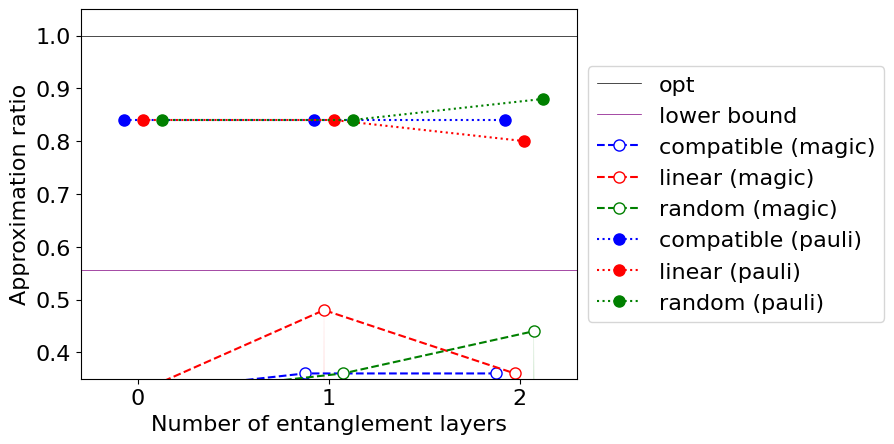 1.0
0.9
0.8
0.7
0.6
0.5
0.4
Approximation ratio
0 1 2
Number of entanglement layers
opt
lower bound
compatible (magic)
linear (magic)
random (magic)
compatible (pauli)
linear (pauli)
random (pauli)